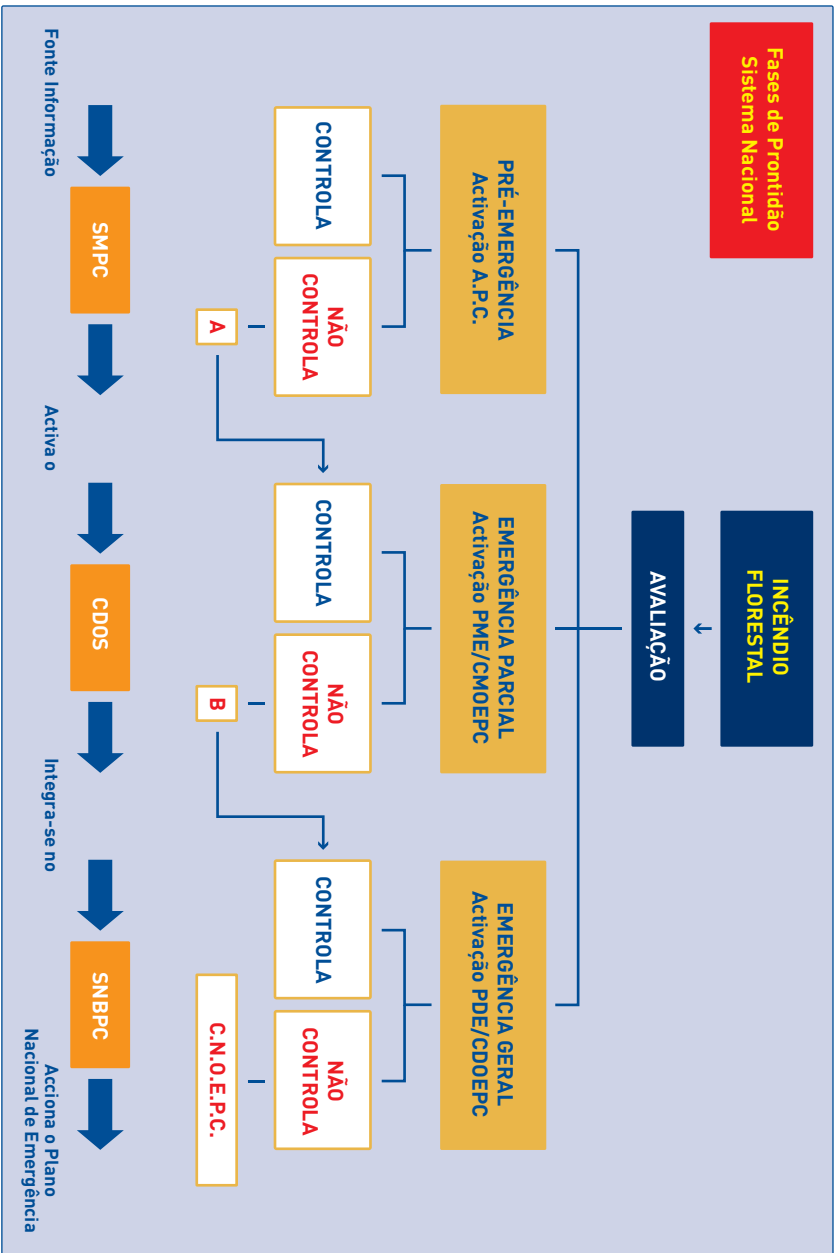 Fases de Prontidão
Sistema Nacional
INCÊNDIO
FLORESTAL
AVALIAÇÃO
PRÉ-EMERGÊNCIA
Activação A.P.C.
EMERGÊNCIA PARCIAL
Activação PME/CMOEPC
EMERGÊNCIA GERAL
Activação PDE/CDOEPC
CONTROLA
NÃO
CONTROLA
CONTROLA
NÃO
CONTROLA
CONTROLA
NÃO
CONTROLA
A
B
C.N.O.E.P.C.
SMPC
CDOS
SNBPC
Fonte Informação
Activa o
Integra-se no
Acciona o Plano
Nacional de Emergência